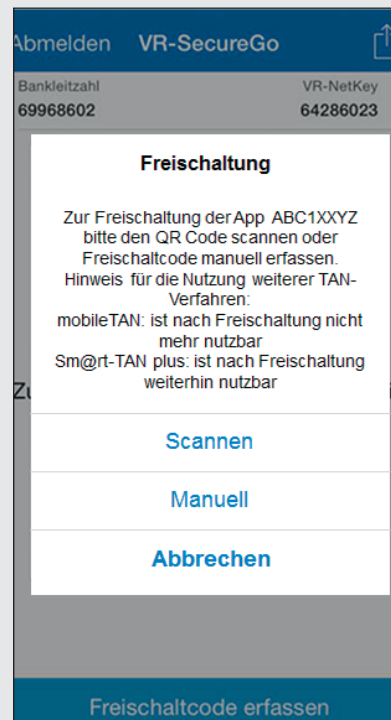 Abmelden VR-SecureGo
Bankleitzahl VR-NetKey
69968602 64286023
Freischaltung
Zur Freischaltung der App ABC1XXYZ
bitte den QR Code scannen oder
Freischaltcode manuell erfassen.
Hinweis für die Nutzung weiterer TAN-
Verfahren:
mobileTAN: ist nach Freischaltung nicht
mehr nutzbar
Sm@rt-TAN plus: ist nach Freischaltung
weiterhin nutzbar
Scannen
Manuell
Abbrechen
Freischaltcode erfassen